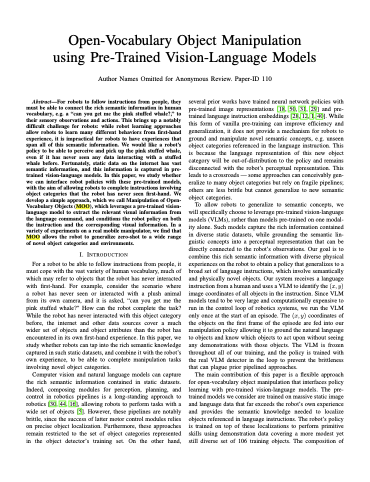 Open-Vocabulary Object Manipulation
using Pre-Trained Vision-Language Models
Author Names Omitted for Anonymous Review. Paper-ID 110
Abstract—For robots to follow instructions from people, they
must be able to connect the rich semantic information in human
vocabulary, e.g. "can you get me the pink stuffed whale?," to
their sensory observations and actions. This brings up a notably
difficult challenge for robots: while robot learning approaches
allow robots to learn many different behaviors from first-hand
experience, it is impractical for robots to have experiences that
span all of this semantic information. We would like a robot's
policy to be able to perceive and pick up the pink stuffed whale,
even if it has never seen any data interacting with a stuffed
whale before. Fortunately, static data on the internet has vast
semantic information, and this information is captured in pre-
trained vision-language models. In this paper, we study whether
we can interface robot policies with these pre-trained models,
with the aim of allowing robots to complete instructions involving
object categories that the robot has never seen first-hand. We
develop a simple approach, which we call Manipulation of Open-
Vocabulary Objects (MOO), which leverages a pre-trained vision-
language model to extract the relevant visual information from
the language command, and conditions the robot policy on both
the instruction and the corresponding visual information. In a
variety of experiments on a real mobile manipulator, we find that
MOO allows the robot to generalize zero-shot to a wide range
of novel object categories and environments.
I. INTRODUCTION
For a robot to be able to follow instructions from people, it
must cope with the vast variety of human vocabulary, much of
which may refer to objects that the robot has never interacted
with first-hand. For example, consider the scenario where
a robot has never seen or interacted with a plush animal
from its own camera, and it is asked, "can you get me the
pink stuffed whale?" How can the robot complete the task?
While the robot has never interacted with this object category
before, the internet and other data sources cover a much
wider set of objects and object attributes than the robot has
encountered in its own first-hand experience. In this paper, we
study whether robots can tap into the rich semantic knowledge
captured in such static datasets, and combine it with the robot's
own experience, to be able to complete manipulation tasks
involving novel object categories.
Computer vision and natural language models can capture
the rich semantic information contained in static datasets.
Indeed, composing modules for perception, planning, and
control in robotics pipelines is a long-standing approach to
robotics [30, 44, 16], allowing robots to perform tasks with a
wide set of objects [5]. However, these pipelines are notably
brittle, since the success of latter motor control modules relies
on precise object localization. Furthermore, these approaches
remain restricted to the set of object categories represented
in the object detector's training set. On the other hand,
several prior works have trained neural network policies with
pre-trained image representations [18, 50, 31, 29] and pre-
trained language instruction embeddings [21, 12, 1, 40]. While
this form of vanilla pre-training can improve efficiency and
generalization, it does not provide a mechanism for robots to
ground and manipulate novel semantic concepts, e.g. unseen
object categories referenced in the language instruction. This
is because the language representation of this new object
category will be out-of-distribution to the policy and remains
disconnected with the robot's perceptual representation. This
leads to a crossroads — some approaches can conceivably gen-
eralize to many object categories but rely on fragile pipelines;
others are less brittle but cannot generalize to new semantic
object categories.
To allow robots to generalize to semantic concepts, we
will specifically choose to leverage pre-trained vision-language
models (VLMs), rather than models pre-trained on one modal-
ity alone. Such models capture the rich information contained
in diverse static datasets, while grounding the semantic lin-
guistic concepts into a perceptual representation that can be
directly connected to the robot's observations. Our goal is to
combine this rich semantic information with diverse physical
experiences on the robot to obtain a policy that generalizes to a
broad set of language instructions, which involve semantically
and physically novel objects. Our system receives a language
instruction from a human and uses a VLM to identify the (x, y)
image coordinates of all objects in the instruction. Since VLM
models tend to be very large and computationally expensive to
run in the control loop of robotics systems, we run the VLM
only once at the start of an episode. The (x, y) coordinates of
the objects on the first frame of the episode are fed into our
manipulation policy allowing it to ground the natural language
to objects and know which objects to act upon without seeing
any demonstrations with those objects. The VLM is frozen
throughout all of our training, and the policy is trained with
the real VLM detector in the loop to prevent the brittleness
that can plague prior pipelined approaches.
The main contribution of this paper is a flexible approach
for open-vocabulary object manipulation that interfaces policy
learning with pre-trained vision-language models. The pre-
trained models we consider are trained on massive static image
and language data that far exceeds the robot's own experience
and provides the semantic knowledge needed to localize
objects referenced in language instructions. The robot's policy
is trained on top of these localizations to perform primitive
skills using demonstration data covering a more modest yet
still diverse set of 106 training objects. The composition of